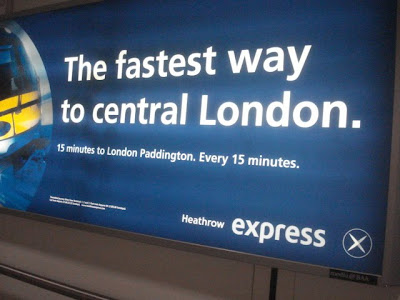 The fastest way
to central London.
15 minutes to London Paddington. Every 15 minutes.
Heathrow express